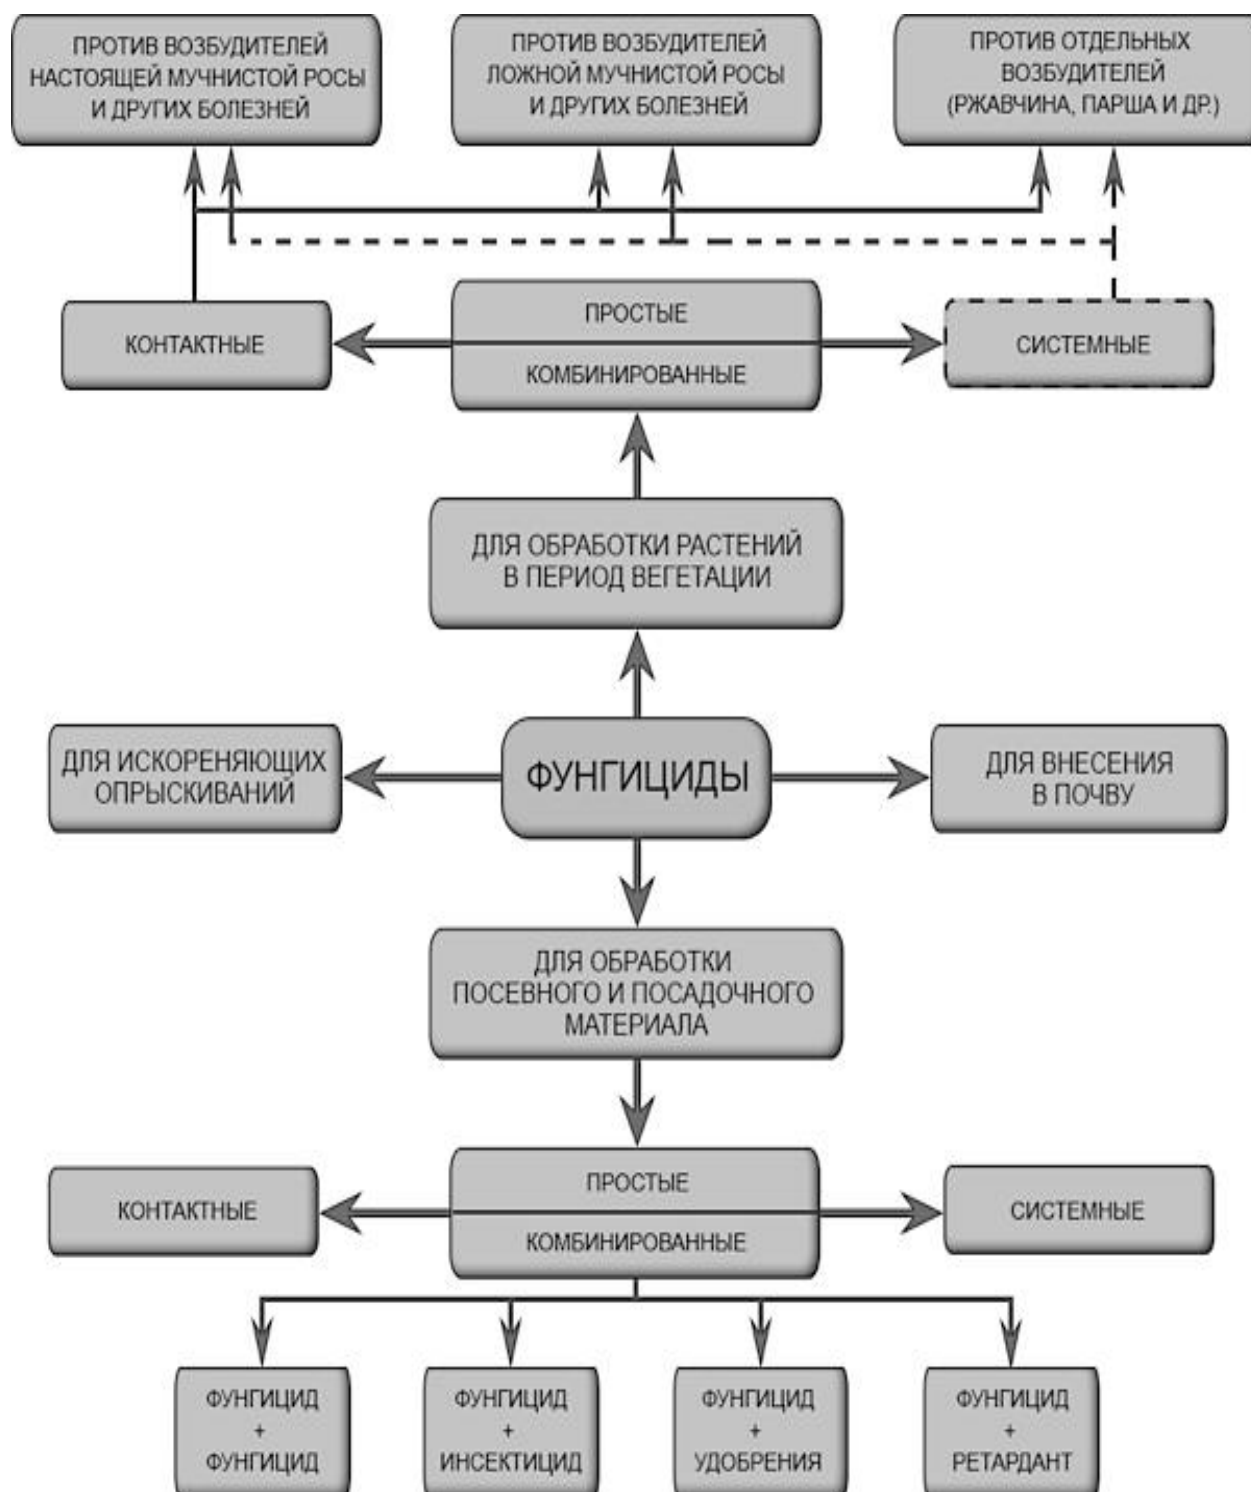 ПРОТИВ ВОЗБУДИТЕЛЕЙ
НАСТОЯЩЕЙ МУЧНИСТОЙ РОСЫ
И ДРУГИХ БОЛЕЗНЕЙ
ПРОТИВ ВОЗБУДИТЕЛЕЙ
ЛОЖНОЙ МУЧНИСТОЙ РОСЫ
И ДРУГИХ БОЛЕЗНЕЙ
ПРОТИВ ОТДЕЛЬНЫХ
ВОЗБУДИТЕЛЕЙ
(РЖАВЧИНА, ПАРША И ДР.)
КОНТАКТНЫЕ
ПРОСТЫЕ
КОМБИНИРОВАННЫЕ
СИСТЕМНЫЕ
ДЛЯ ОБРАБОТКИ РАСТЕНИЙ
В ПЕРИОД ВЕГЕТАЦИИ
ДЛЯ ИСКОРЕНЯЮЩИХ
ОПРЫСКИВАНИЙ
ФУНГИЦИДЫ
ДЛЯ ВНЕСЕНИЯ
В ПОЧВУ
ДЛЯ ОБРАБОТКИ
ПОСЕВНОГО И ПОСАДОЧНОГО
МАТЕРИАЛА
КОНТАКТНЫЕ
ПРОСТЫЕ
КОМБИНИРОВАННЫЕ
СИСТЕМНЫЕ
ФУНГИЦИД
+
ФУНГИЦИД
ФУНГИЦИД
+
ИНСЕКТИЦИД
ФУНГИЦИД
+
УДОБРЕНИЯ
ФУНГИЦИД
+
РЕТАРДАНТ